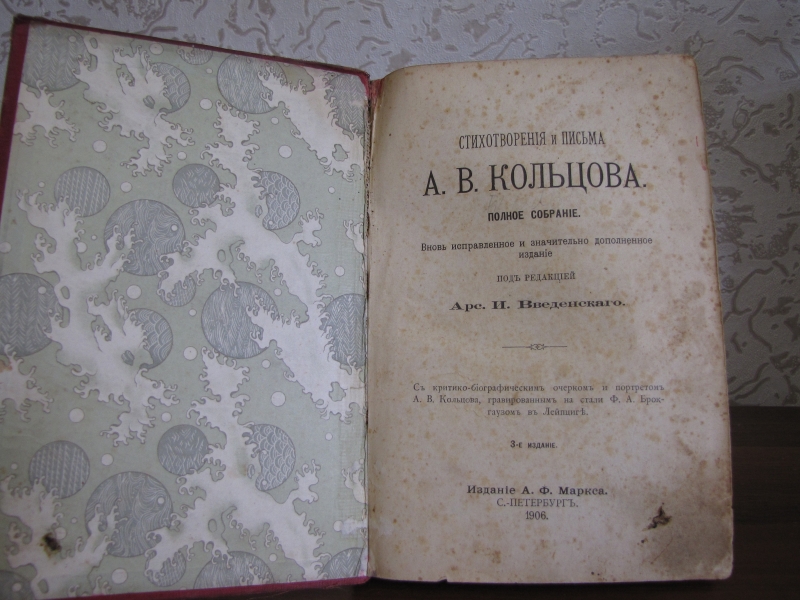 СТИХОТВОРЕНІЯ и ПИСЬМА
А. В. КОЛЬЦОВА.
ПОЛНОЕ СОБРАНІЕ.
Вновь исправленное и значительно дополненное
изданіе
ПОДЪ РЕДАКЦІЕЙ
Арс. И. Введенскаго.
Съ критико-біографическимъ очеркомъ и портретомъ
А. В. Кольцова, гравированнымъ на стали Ф. А. Брок-
гаузомъ въ Лейпцигѣ.
3-е ИЗДАНІЕ.
Изданіе А. Ф. Маркса.
С.-ПЕТЕРБУРГЪ.
1906.